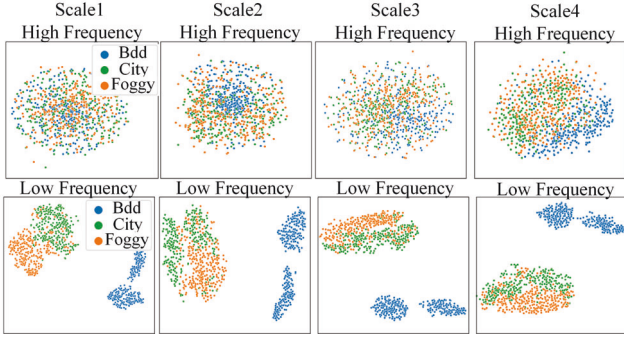 Scale1 Scale2 Scale3 Scale4
High Frequency High Frequency High Frequency High Frequency
Bdd
City
Foggy
Low Frequency Low Frequency Low Frequency Low Frequency
Bdd
City
Foggy